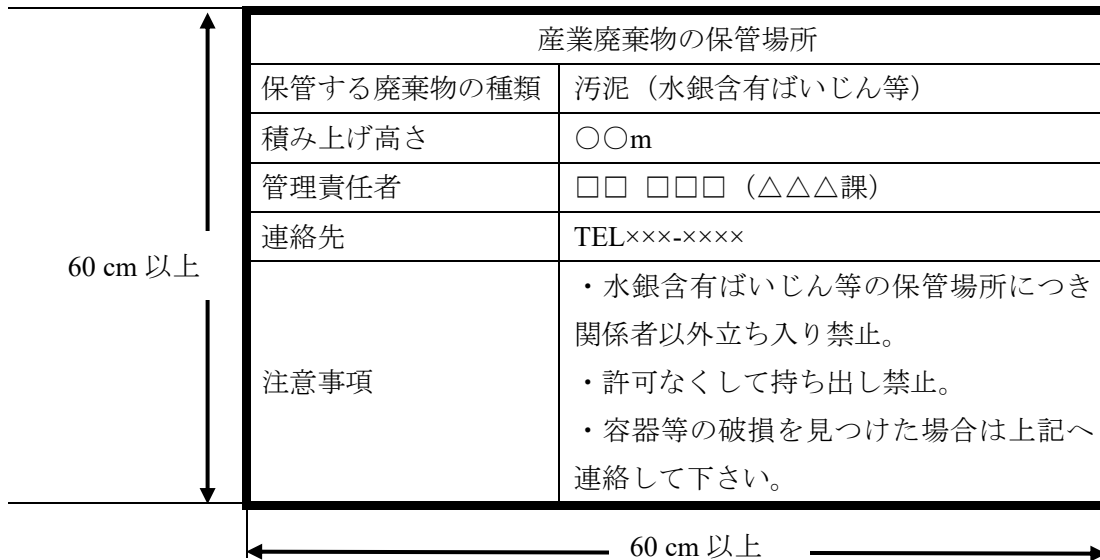 産業廃棄物の保管場所
保管する廃棄物の種類 汚泥(水銀含有ばいじん等)
積み上げ高さ ○○m
管理責任者 □□ □□□(△△△課)
連絡先 TEL×××-××××
注意事項
・水銀含有ばいじん等の保管場所につき
関係者以外立ち入り禁止。
・許可なくして持ち出し禁止。
・容器等の破損を見つけた場合は上記へ
連絡して下さい。
60 cm 以上
60 cm 以上